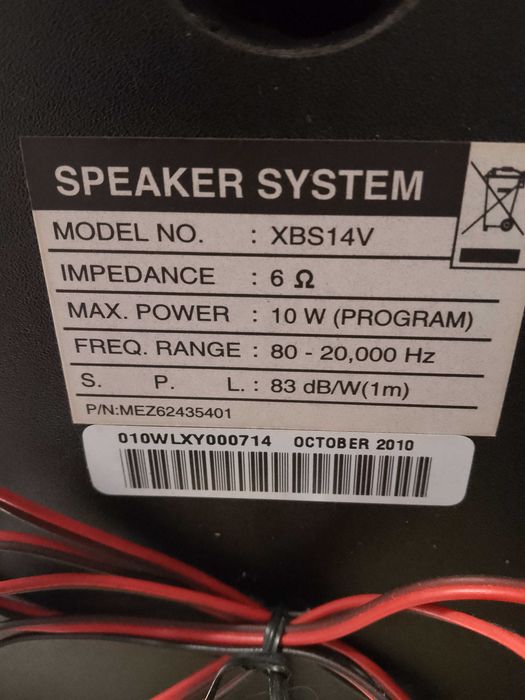 SPEAKER SYSTEM
MODEL NO. : XBS14V
IMPEDANCE : 6 Ω
MAX. POWER : 10 W (PROGRAM)
FREQ. RANGE : 80 - 20,000 Hz
S. P. L. : 83 dB/W(1m)
P/N:MEZ62435401
010WLXY000714 OCTOBER 2010